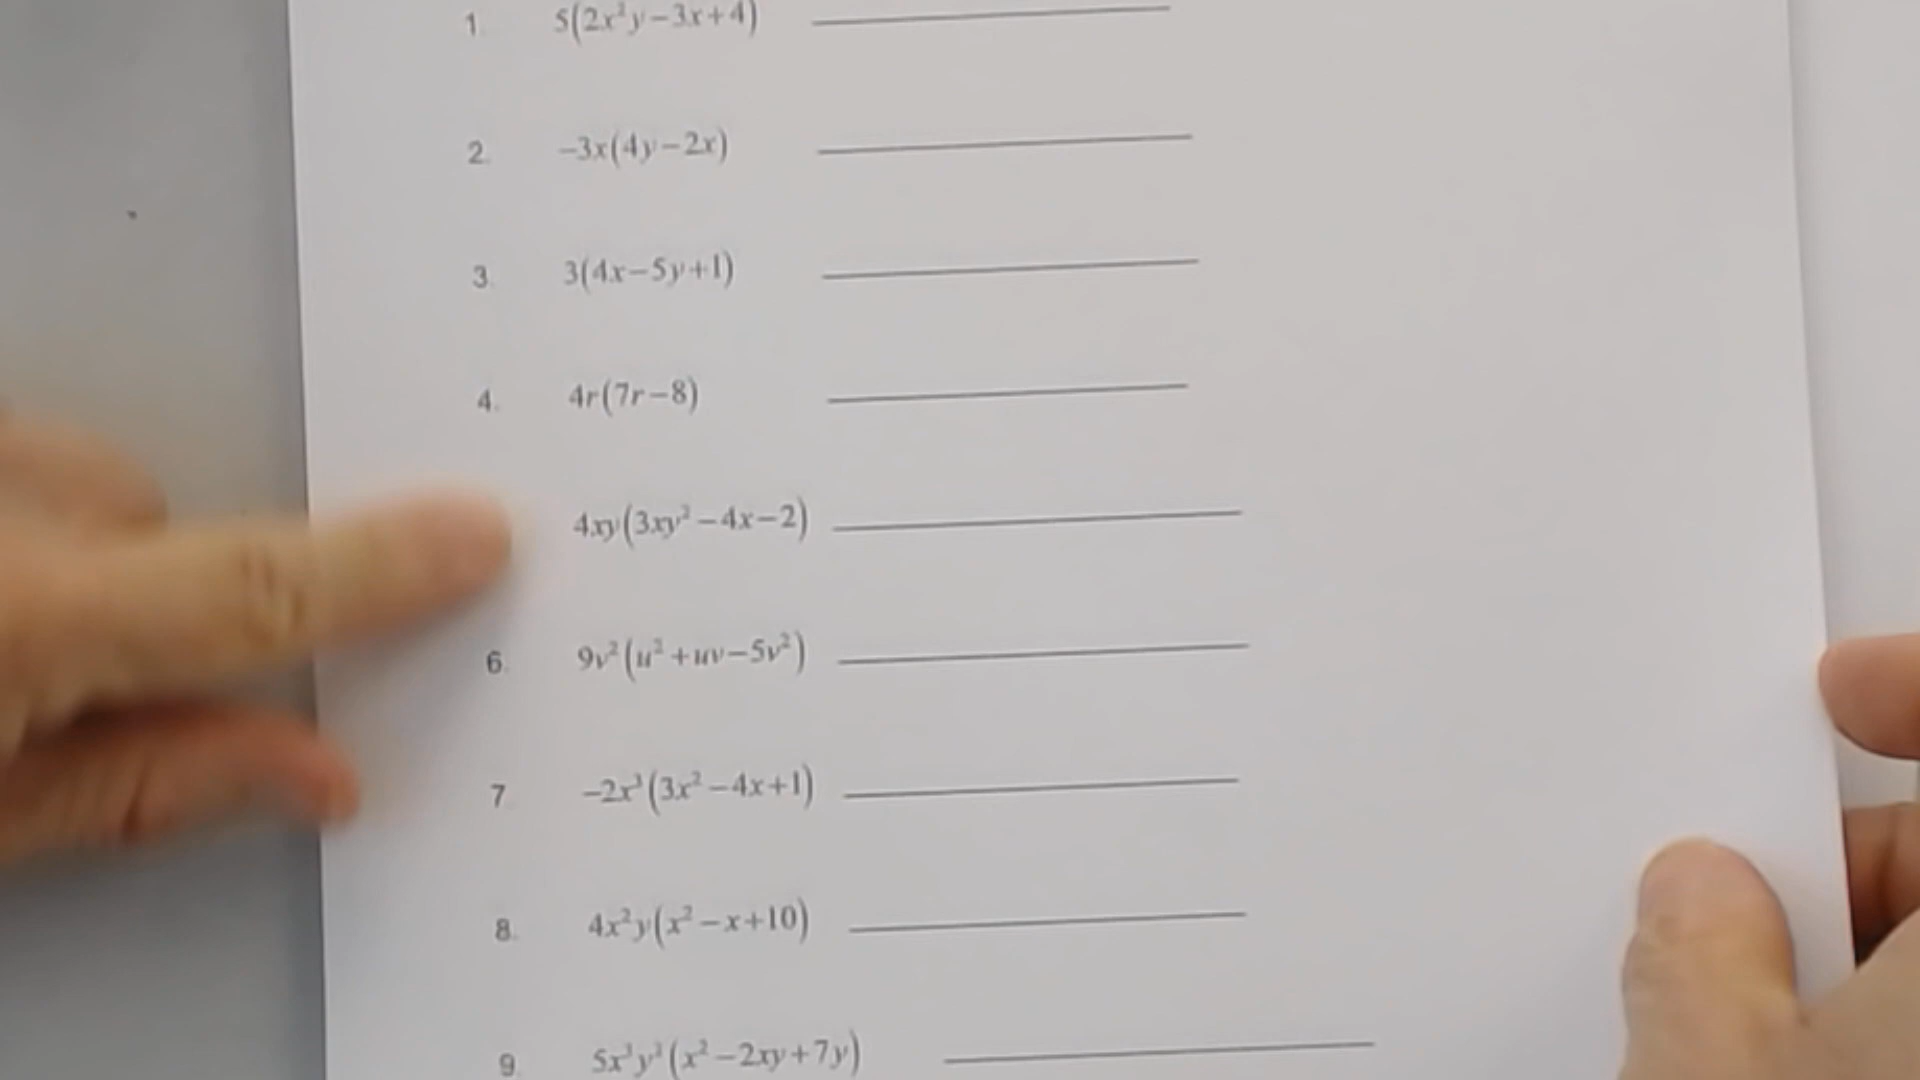 1. 5(2x²y-3x+4)
2. -3x(4y-2x)
3. 3(4x-5y+1)
4. 4r(7r-8)
4xy(3xy²-4x-2)
6. 9v²(u²+uv-5v²)
7. -2x³(3x²-4x+1)
8. 4x²y(x²-x+10)
9. (x²-2xy+7y)